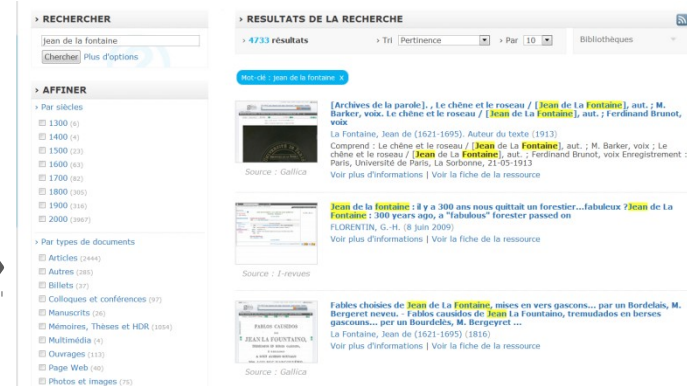 > RECHERCHER
jean de la fontaine
Chercher Plus d'options
> AFFINER
> Par siècles
1300 (6)
1400 (4)
1500 (23)
1600 (63)
1700 (82)
1800 (305)
1900 (316)
2000 (3987)
> Par types de documents
Articles (2444)
Autres (285)
Billets (37)
Colloques et conférences (97)
Manuscrits (26)
Mémoires, Thèses et HDR (1084)
Multimédia (4)
Ouvrages (113)
Page Web (40)
Photos et images (75)
> RESULTATS DE LA RECHERCHE
> 4733 résultats > Tri Pertinence > Par 10 Bibliothèques
Mot-clé : jean de la fontaine x
[Archives de la parole]. , Le chêne et le roseau / [Jean de La Fontaine], aut. ; M.
Barker, voix. Le chêne et le roseau / [Jean de La Fontaine], aut. ; Ferdinand Brunot,
voix
La Fontaine, Jean de (1621-1695). Auteur du texte (1913)
Comprend : Le chêne et le roseau / [Jean de La Fontaine], aut. ; M. Barker, voix ; Le
chêne et le roseau / [Jean de La Fontaine], aut. ; Ferdinand Brunot, voix Enregistrement :
Paris, Université de Paris, La Sorbonne, 21-05-1913
Voir plus d'informations | Voir la fiche de la ressource
Source : Gallica
Jean de la fontaine : il y a 300 ans nous quittait un forestier...fabuleux ?Jean de La
Fontaine : 300 years ago, a "fabulous" forester passed on
FLORENTIN, G.-H. (8 juin 2009)
Voir plus d'informations | Voir la fiche de la ressource
Source : I-revues
Fables choisies de Jean de La Fontaine, mises en vers gascons... par un Bordelais, M.
Bergeret neveu. - Fables causidos de Jean La Fountaino, tremudados en berses
gascouns... per un Bourdelés, M. Bergeyret ...
La Fontaine, Jean de (1621-1695) (1816)
Voir plus d'informations | Voir la fiche de la ressource
FABLES CAUSIDOS
JEAN LA FOUNTAINO,
Source : Gallica